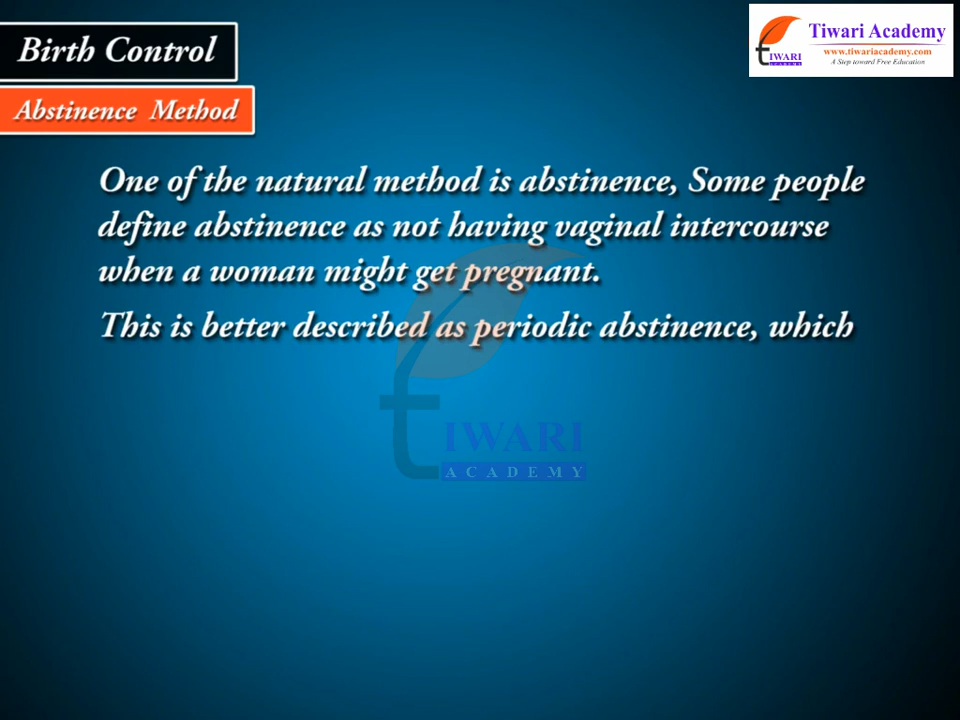 Birth Control
Abstinence Method
Tiwari Academy
www.tiwariacademy.com
A Step toward Free Education
tIWARI
ACADEMY
One of the natural method is abstinence, Some people
define abstinence as not having vaginal intercourse
when a woman might get pregnant.
This is better described as periodic abstinence, which
tIWARI
ACADEMY